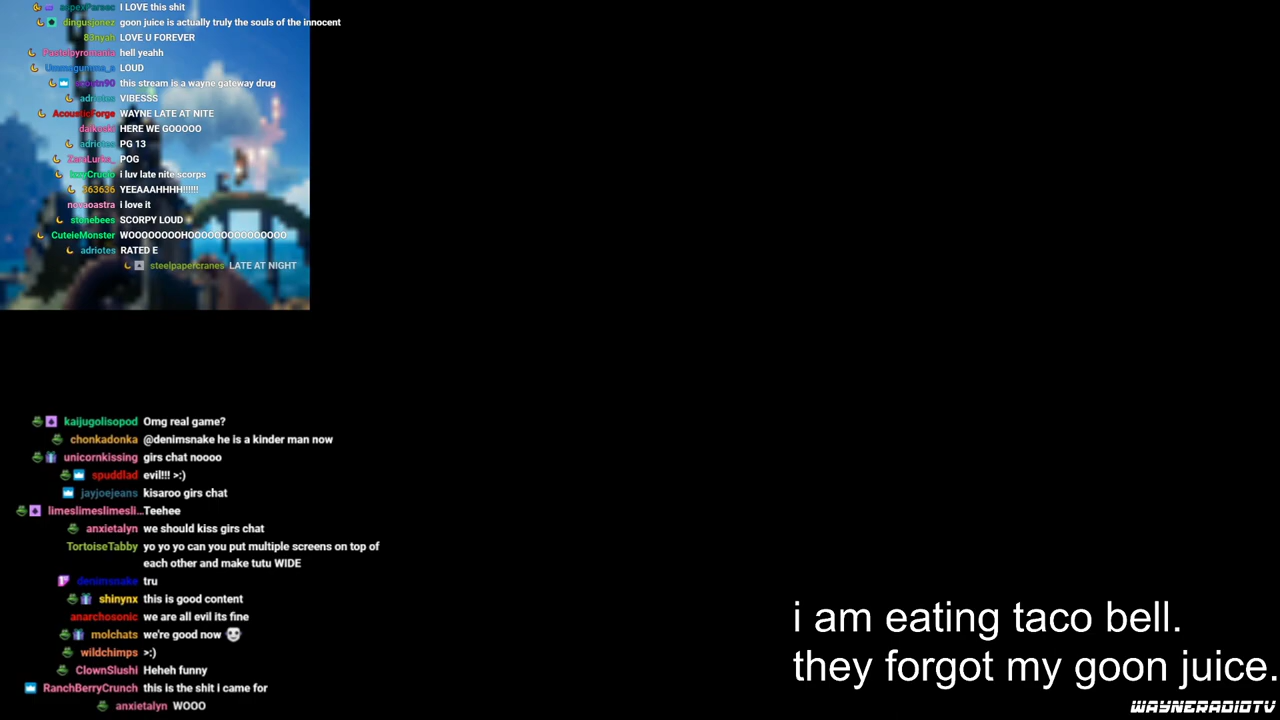 I LOVE this shit
dingusjonez goon juice is actually truly the souls of the innocent
LOVE U FOREVER
Pastelpyromania hell yeahh
LOUD
this stream is a wayne gateway drug
adriotes VIBESSS
AcousticForge WAYNE LATE AT NITE
HERE WE GOOOOO
adriotes PG 13
ZaraLurks_ POG
IzzyCrucio i luv late nite scorps
363636 YEEAAAHHHH!!!!!!
novaoastra i love it
stonebees SCORPY LOUD
CuteieMonster WOOOOOOOOHOOOOOOOOOOOOOOO
adriotes RATED E
steelpapercranes LATE AT NIGHT
kaijugolisopod Omg real game?
chonkadonka @denimsnake he is a kinder man now
unicornkissing girs chat noooo
spuddlad evil!!! >:)
jayjoejeans kisaroo girs chat
limeslimeslimesli...Teehee
anxietalyn we should kiss girs chat
TortoiseTabby yo yo yo can you put multiple screens on top of
each other and make tutu WIDE
denimsnake tru
shinynx this is good content
anarchosonic we are all evil its fine
molchats we're good now
wildchimps >:)
ClownSlushi Heheh funny
RanchBerryCrunch this is the shit i came for
anxietalyn WOOO
i am eating taco bell.
they forgot my goon juice.
WAYNERADIOTV